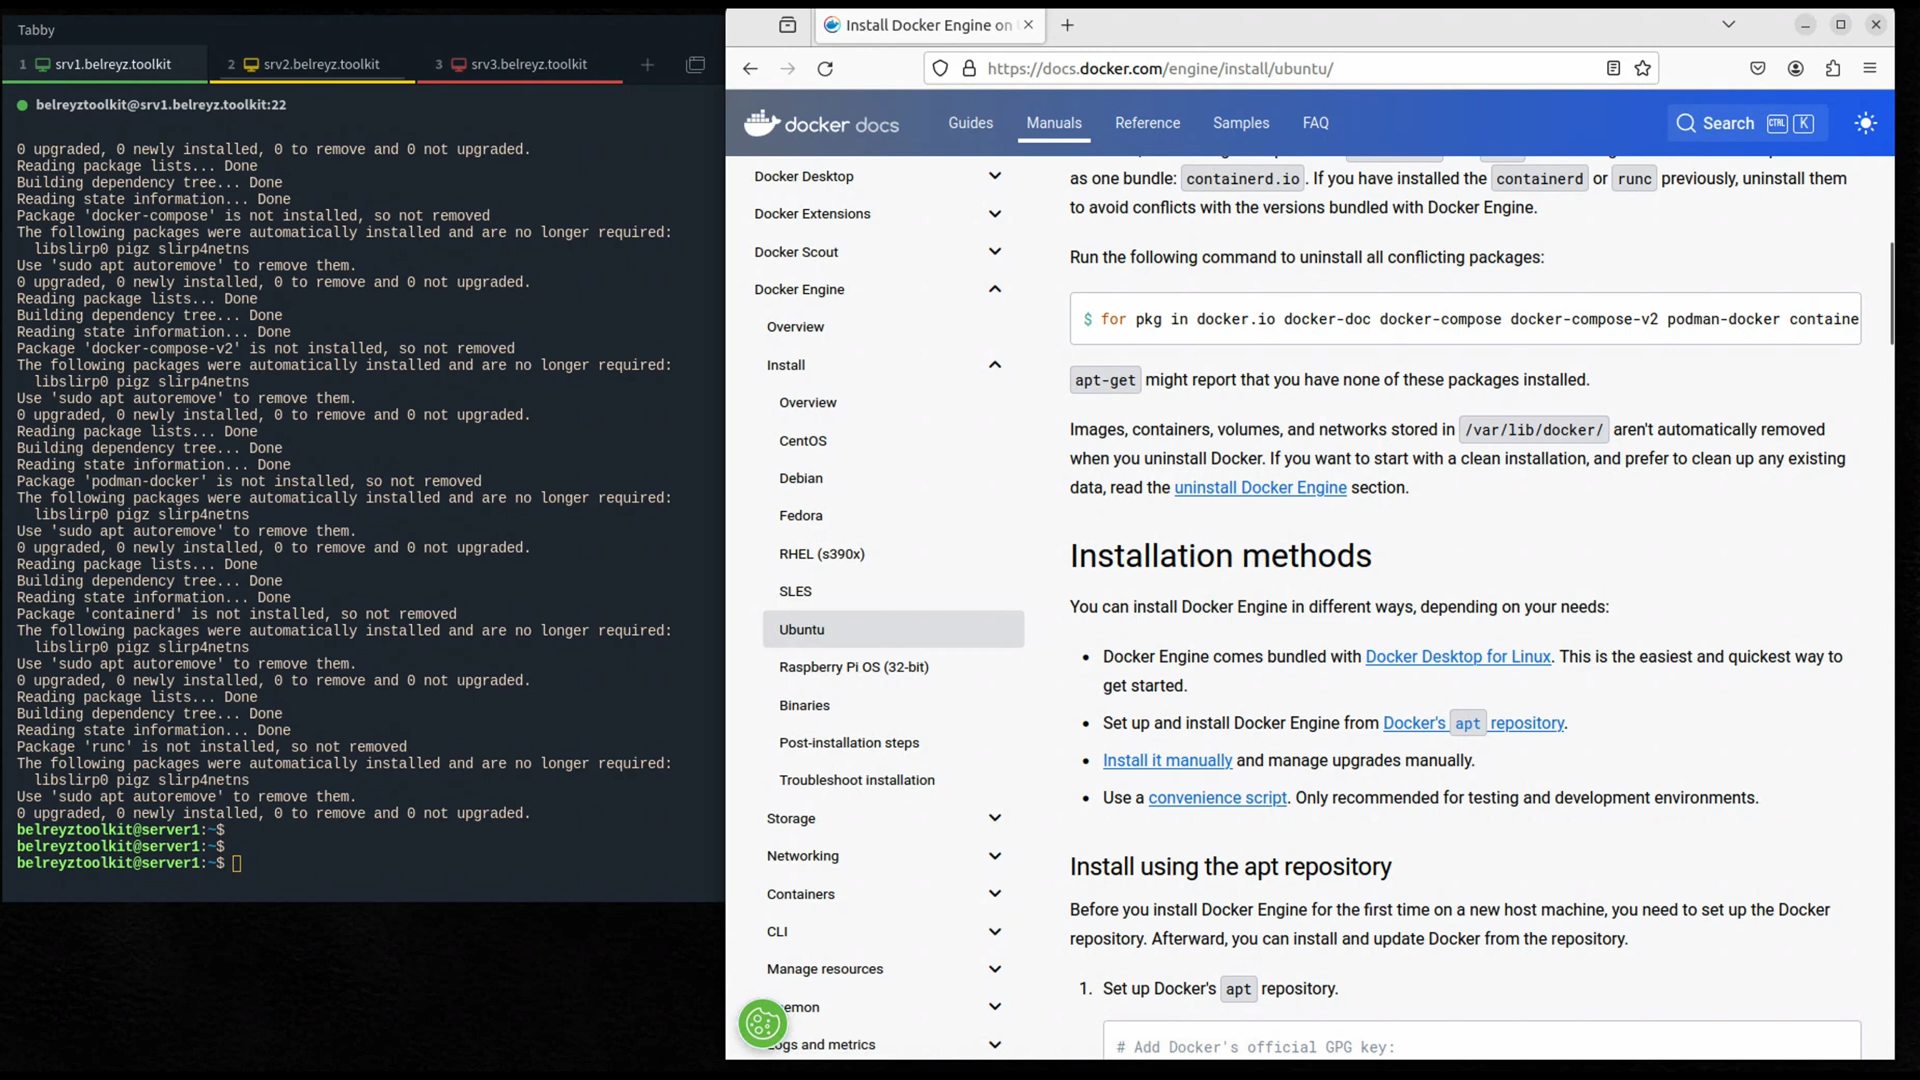 Tabby
1 srv1.belreyz.toolkit
2 srv2.belreyz.toolkit
3 srv3.belreyz.toolkit
belreyztoolkit@srv1.belreyz.toolkit:22
0 upgraded, 0 newly installed, 0 to remove and 0 not upgraded.
Reading package lists... Done
Building dependency tree... Done
Reading state information... Done
Package 'docker-compose' is not installed, so not removed
The following packages were automatically installed and are no longer required:
libslirp0 pigz slirp4netns
Use 'sudo apt autoremove' to remove them.
0 upgraded, 0 newly installed, 0 to remove and 0 not upgraded.
Reading package lists... Done
Building dependency tree... Done
Reading state information... Done
Package 'docker-compose-v2' is not installed, so not removed
The following packages were automatically installed and are no longer required:
libslirp0 pigz slirp4netns
Use 'sudo apt autoremove' to remove them.
0 upgraded, 0 newly installed, 0 to remove and 0 not upgraded.
Reading package lists... Done
Building dependency tree... Done
Reading state information... Done
Package 'podman-docker' is not installed, so not removed
The following packages were automatically installed and are no longer required:
libslirp0 pigz slirp4netns
Use 'sudo apt autoremove' to remove them.
0 upgraded, 0 newly installed, 0 to remove and 0 not upgraded.
Reading package lists... Done
Building dependency tree... Done
Reading state information... Done
Package 'containerd' is not installed, so not removed
The following packages were automatically installed and are no longer required:
libslirp0 pigz slirp4netns
Use 'sudo apt autoremove' to remove them.
0 upgraded, 0 newly installed, 0 to remove and 0 not upgraded.
Reading package lists... Done
Building dependency tree... Done
Reading state information... Done
Package 'runc' is not installed, so not removed
The following packages were automatically installed and are no longer required:
libslirp0 pigz slirp4netns
Use 'sudo apt autoremove' to remove them.
0 upgraded, 0 newly installed, 0 to remove and 0 not upgraded.
belreyztoolkit@server1:~$
belreyztoolkit@server1:~$
belreyztoolkit@server1:~$
Install Docker Engine on
https://docs.docker.com/engine/install/ubuntu/
docker docs
Guides
Manuals
Reference
Samples
FAQ
Search CTRL K
Docker Desktop
Docker Extensions
Docker Scout
Docker Engine
Overview
Install
Overview
CentOS
Debian
Fedora
RHEL (s390x)
SLES
Ubuntu
Raspberry Pi OS (32-bit)
Binaries
Post-installation steps
Troubleshoot installation
Storage
Networking
Containers
CLI
Manage resources
emon
ogs and metrics
as one bundle: containerd.io. If you have installed the containerd or runc previously, uninstall them
to avoid conflicts with the versions bundled with Docker Engine.
Run the following command to uninstall all conflicting packages:
$ for pkg in docker.io docker-doc docker-compose docker-compose-v2 podman-docker containe
apt-get might report that you have none of these packages installed.
Images, containers, volumes, and networks stored in /var/lib/docker/ aren't automatically removed
when you uninstall Docker. If you want to start with a clean installation, and prefer to clean up any existing
data, read the uninstall Docker Engine section.
Installation methods
You can install Docker Engine in different ways, depending on your needs:
• Docker Engine comes bundled with Docker Desktop for Linux. This is the easiest and quickest way to
get started.
• Set up and install Docker Engine from Docker's apt repository.
• Install it manually and manage upgrades manually.
• Use a convenience script. Only recommended for testing and development environments.
Install using the apt repository
Before you install Docker Engine for the first time on a new host machine, you need to set up the Docker
repository. Afterward, you can install and update Docker from the repository.
1. Set up Docker's apt repository.
# Add Docker's official GPG key: